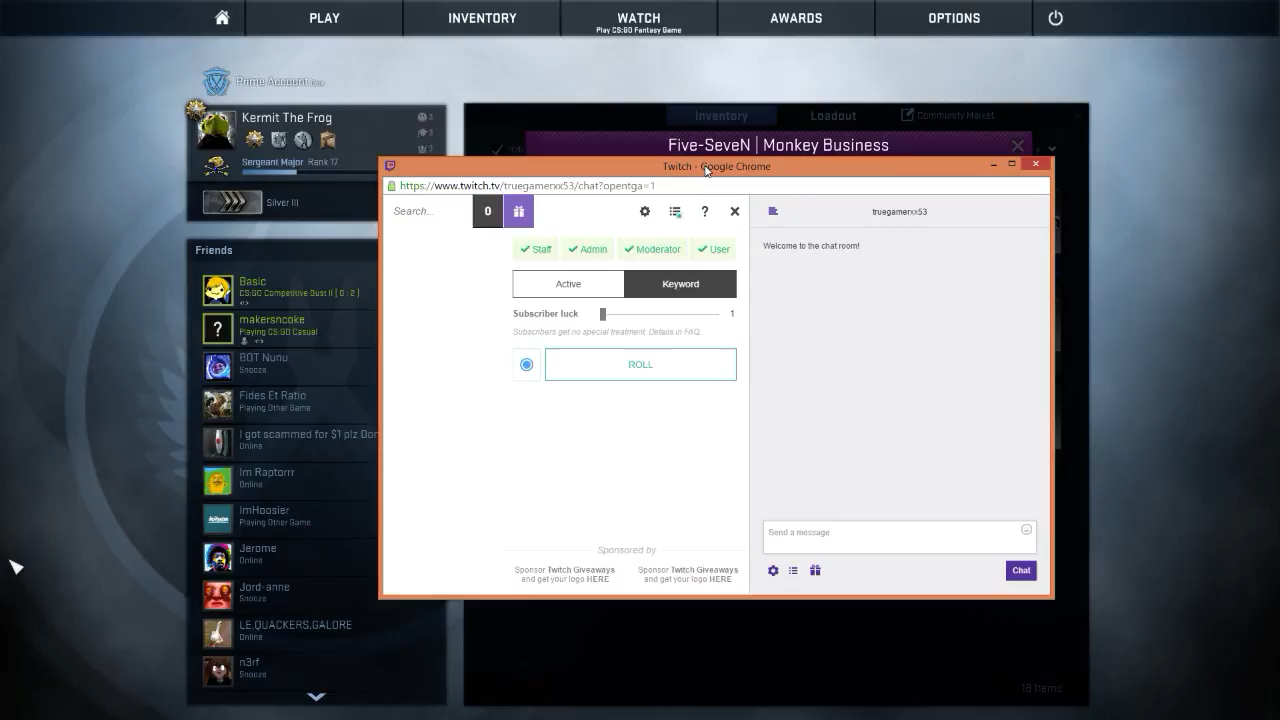 PLAY
INVENTORY
WATCH
Play CS:GO Fantasy Game
AWARDS
OPTIONS
Prime Account Beta
Kermit The Frog
3
3
2
Sergeant Major Rank 17
Silver III
Friends
Basic
CS:GO Competitive Dust II [ 0 : 2 ]
makersncoke
Playing CS:GO Casual
BOT Nunu
Snooze
Fides Et Ratio
Playing Other Game
I got scammed for $1 plz Don
Online
Im Raptorrr
Online
ImHoosier
Playing Other Game
Jerome
Online
Jord-anne
Snooze
LE.QUACKERS,GALORE
Online
n3rf
Snooze
Inventory
Loadout
Community Market
Five-SeveN | Monkey Business
Twitch - Google Chrome
https://www.twitch.tv/truegamerxx53/chat?opentga=1
Search...
0
Staff
Admin
Moderator
User
Active
Keyword
Subscriber luck
1
Subscribers get no special treatment. Details in FAQ.
ROLL
Sponsored by
Sponsor Twitch Giveaways
and get your logo HERE
Sponsor Twitch Giveaways
and get your logo HERE
truegamerxx53
Welcome to the chat room!
Send a message
Chat
18 Items